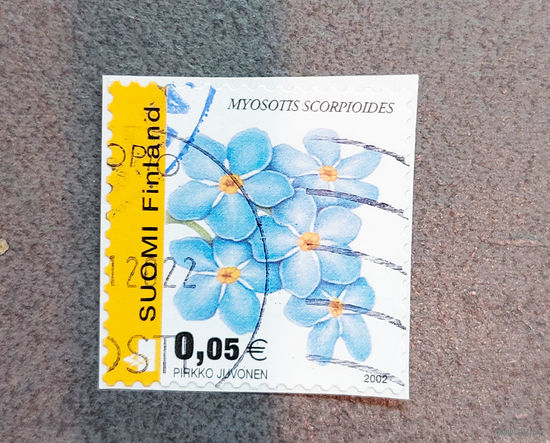 MYOSOTIS SCORPIOIDES
SUOMI Finland
0,05 €
PIRKKO JUVONEN
2002